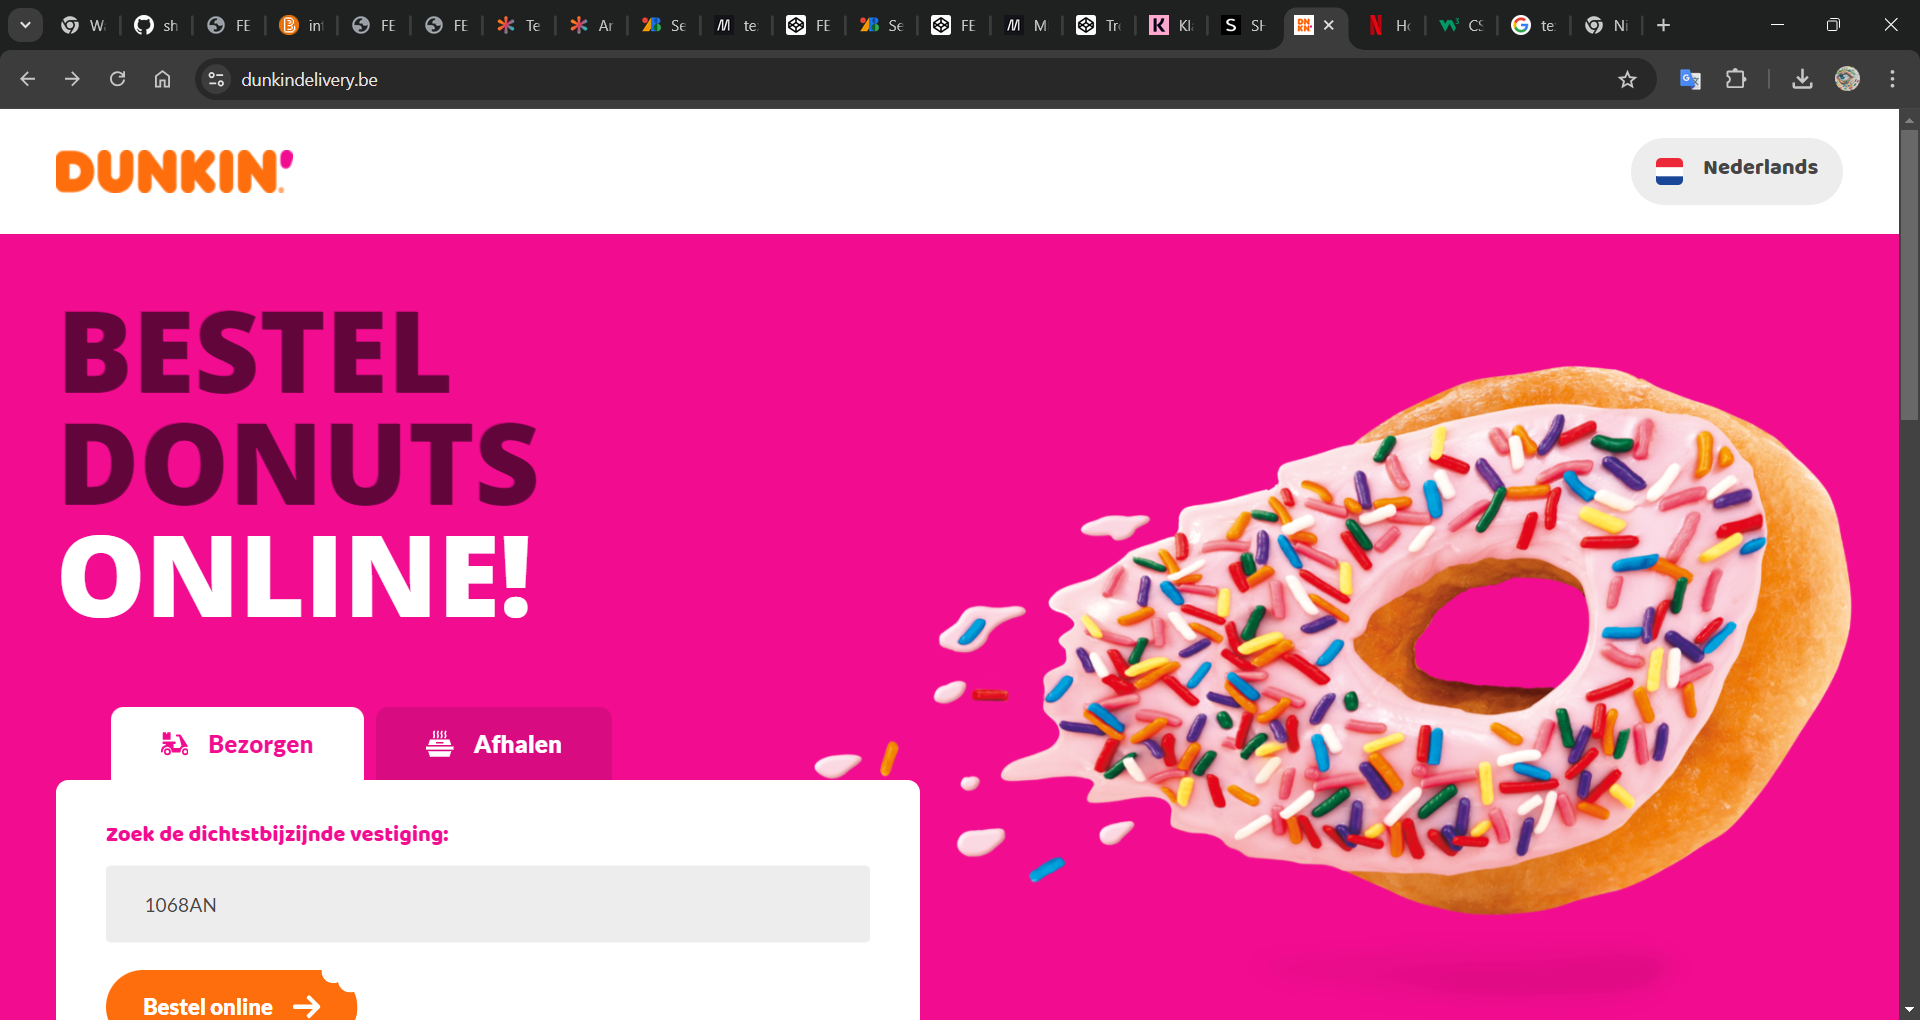 sh
FE
in
FE
FE
Te
Ar
Se
te
FE
Se
FE
M
Tr
Kl
SH
Ho
CS
te
Ni
dunkindelivery.be
DUNKIN'
Nederlands
BESTEL
DONUTS
ONLINE!
Bezorgen
Afhalen
Zoek de dichtstbijzijnde vestiging:
1068AN
Bestel online